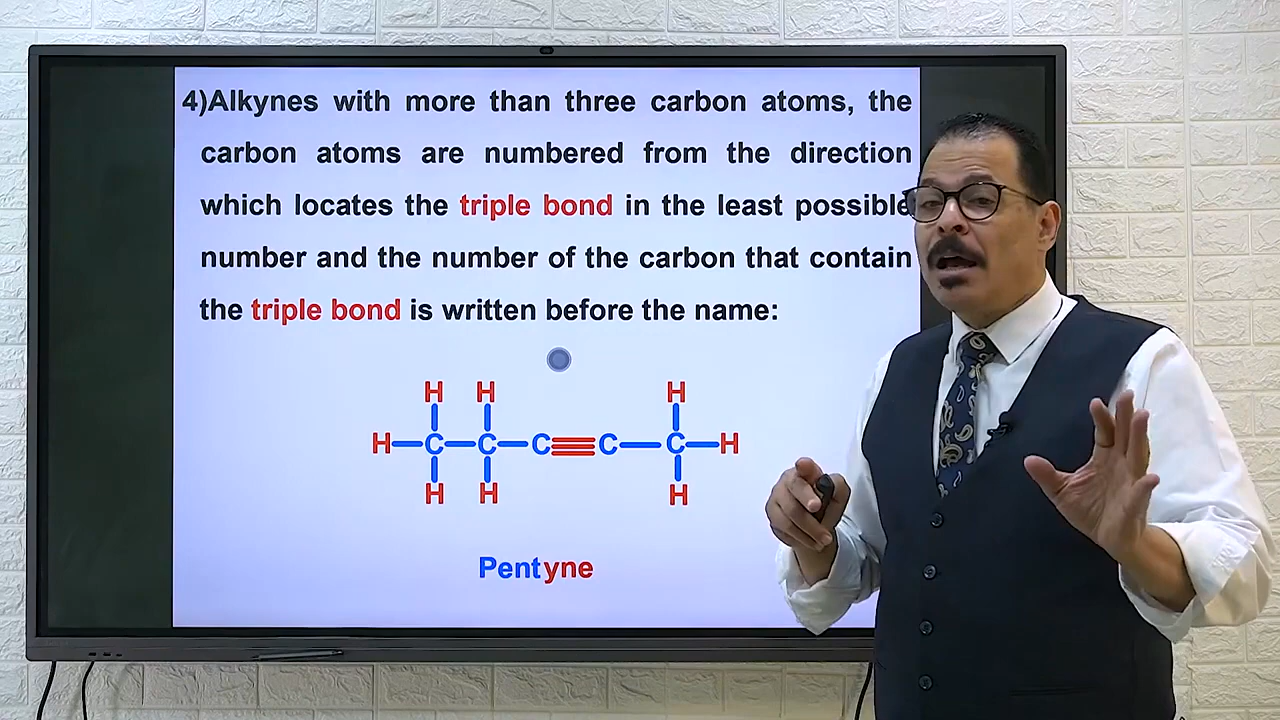 4)Alkynes with more than three carbon atoms, the
carbon atoms are numbered from the direction
which locates the triple bond in the least possible
number and the number of the carbon that contain
the triple bond is written before the name:
H H H
H C C C C C H
H H H
Pentyne